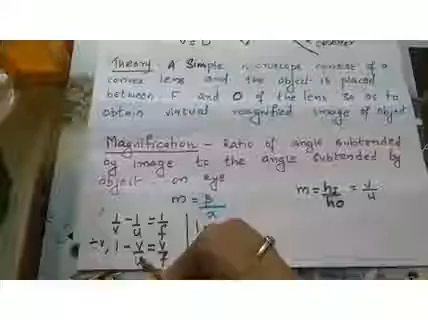 Theory: A Simple microscope consist of a
convex lens and the object is placed
between F and O of the lens so as to
obtain virtual magnified image of object
Magnification - Ratio of angle subtended
by image to the angle subtended by
object on eye
m = β/α
m = hI/hO = v/u
1/v - 1/u = 1/f
1 - v/u = v/f